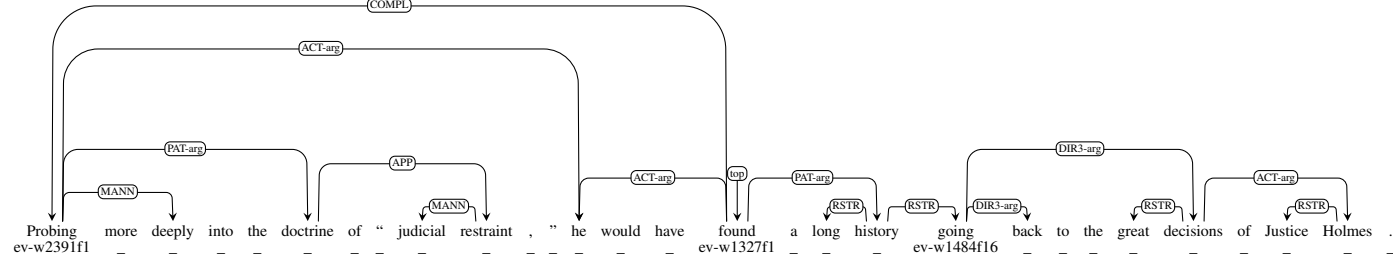 COMPL
ACT-arg
PAT-arg DIR3-arg
APP
top
ACT-arg PAT-arg ACT-arg
MANN
MANN RSTR RSTR DIR3-arg RSTR RSTR
Probing more deeply into the doctrine of “ judicial restraint , ” he would have found a long history going back to the great decisions of Justice Holmes .
ev-w2391f1 _ _ _ _ _ _ _ _ _ _ _ _ _ _ ev-w1327f1 _ _ _ ev-w1484f16 _ _ _ _ _ _ _ _ _